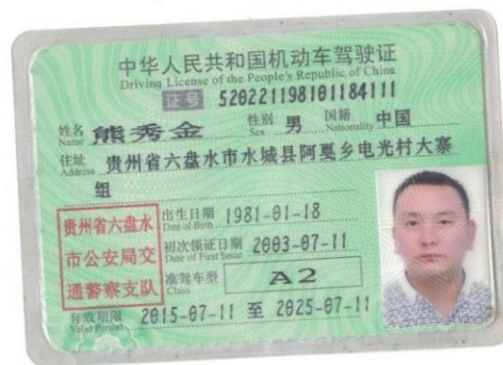 中华人民共和国机动车驾驶证
Driving License of the People's Republic of China
证号 520221198101184111
姓名 Name 熊秀金 性别 Sex 男 国籍 Nationality 中国
住址 Address 贵州省六盘水市水城县阿戛乡电光村大寨
组
贵州省六盘水
市公安局交
通警察支队
出生日期 Date of Birth 1981-01-18
初次领证日期 Date of First Issue 2003-07-11
准驾车型 Class A2
有效期限 Valid Period 2015-07-11 至 2025-07-11